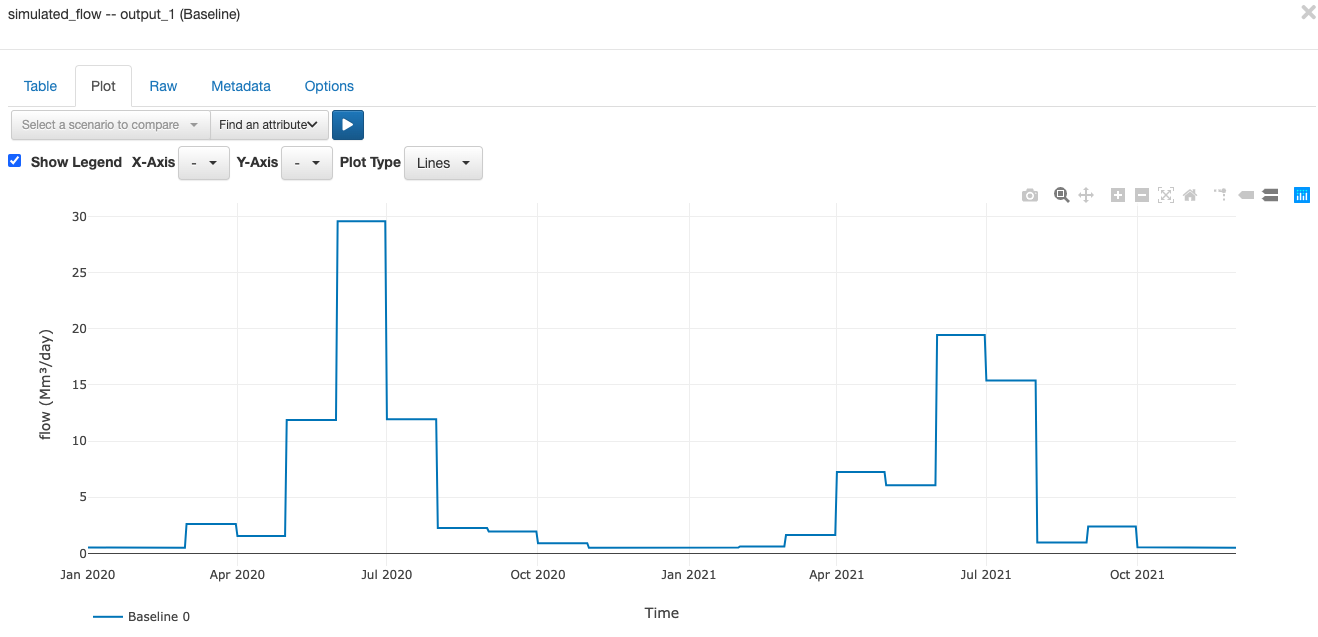 simulated_flow -- output_1 (Baseline)
Table Plot Raw Metadata Options
Select a scenario to compare Find an attribute
Show Legend X-Axis - Y-Axis - Plot Type Lines
30
25
20
15
10
5
0
flow (Mm³/day)
Jan 2020 Apr 2020 Jul 2020 Oct 2020 Jan 2021 Apr 2021 Jul 2021 Oct 2021
Time
Baseline 0